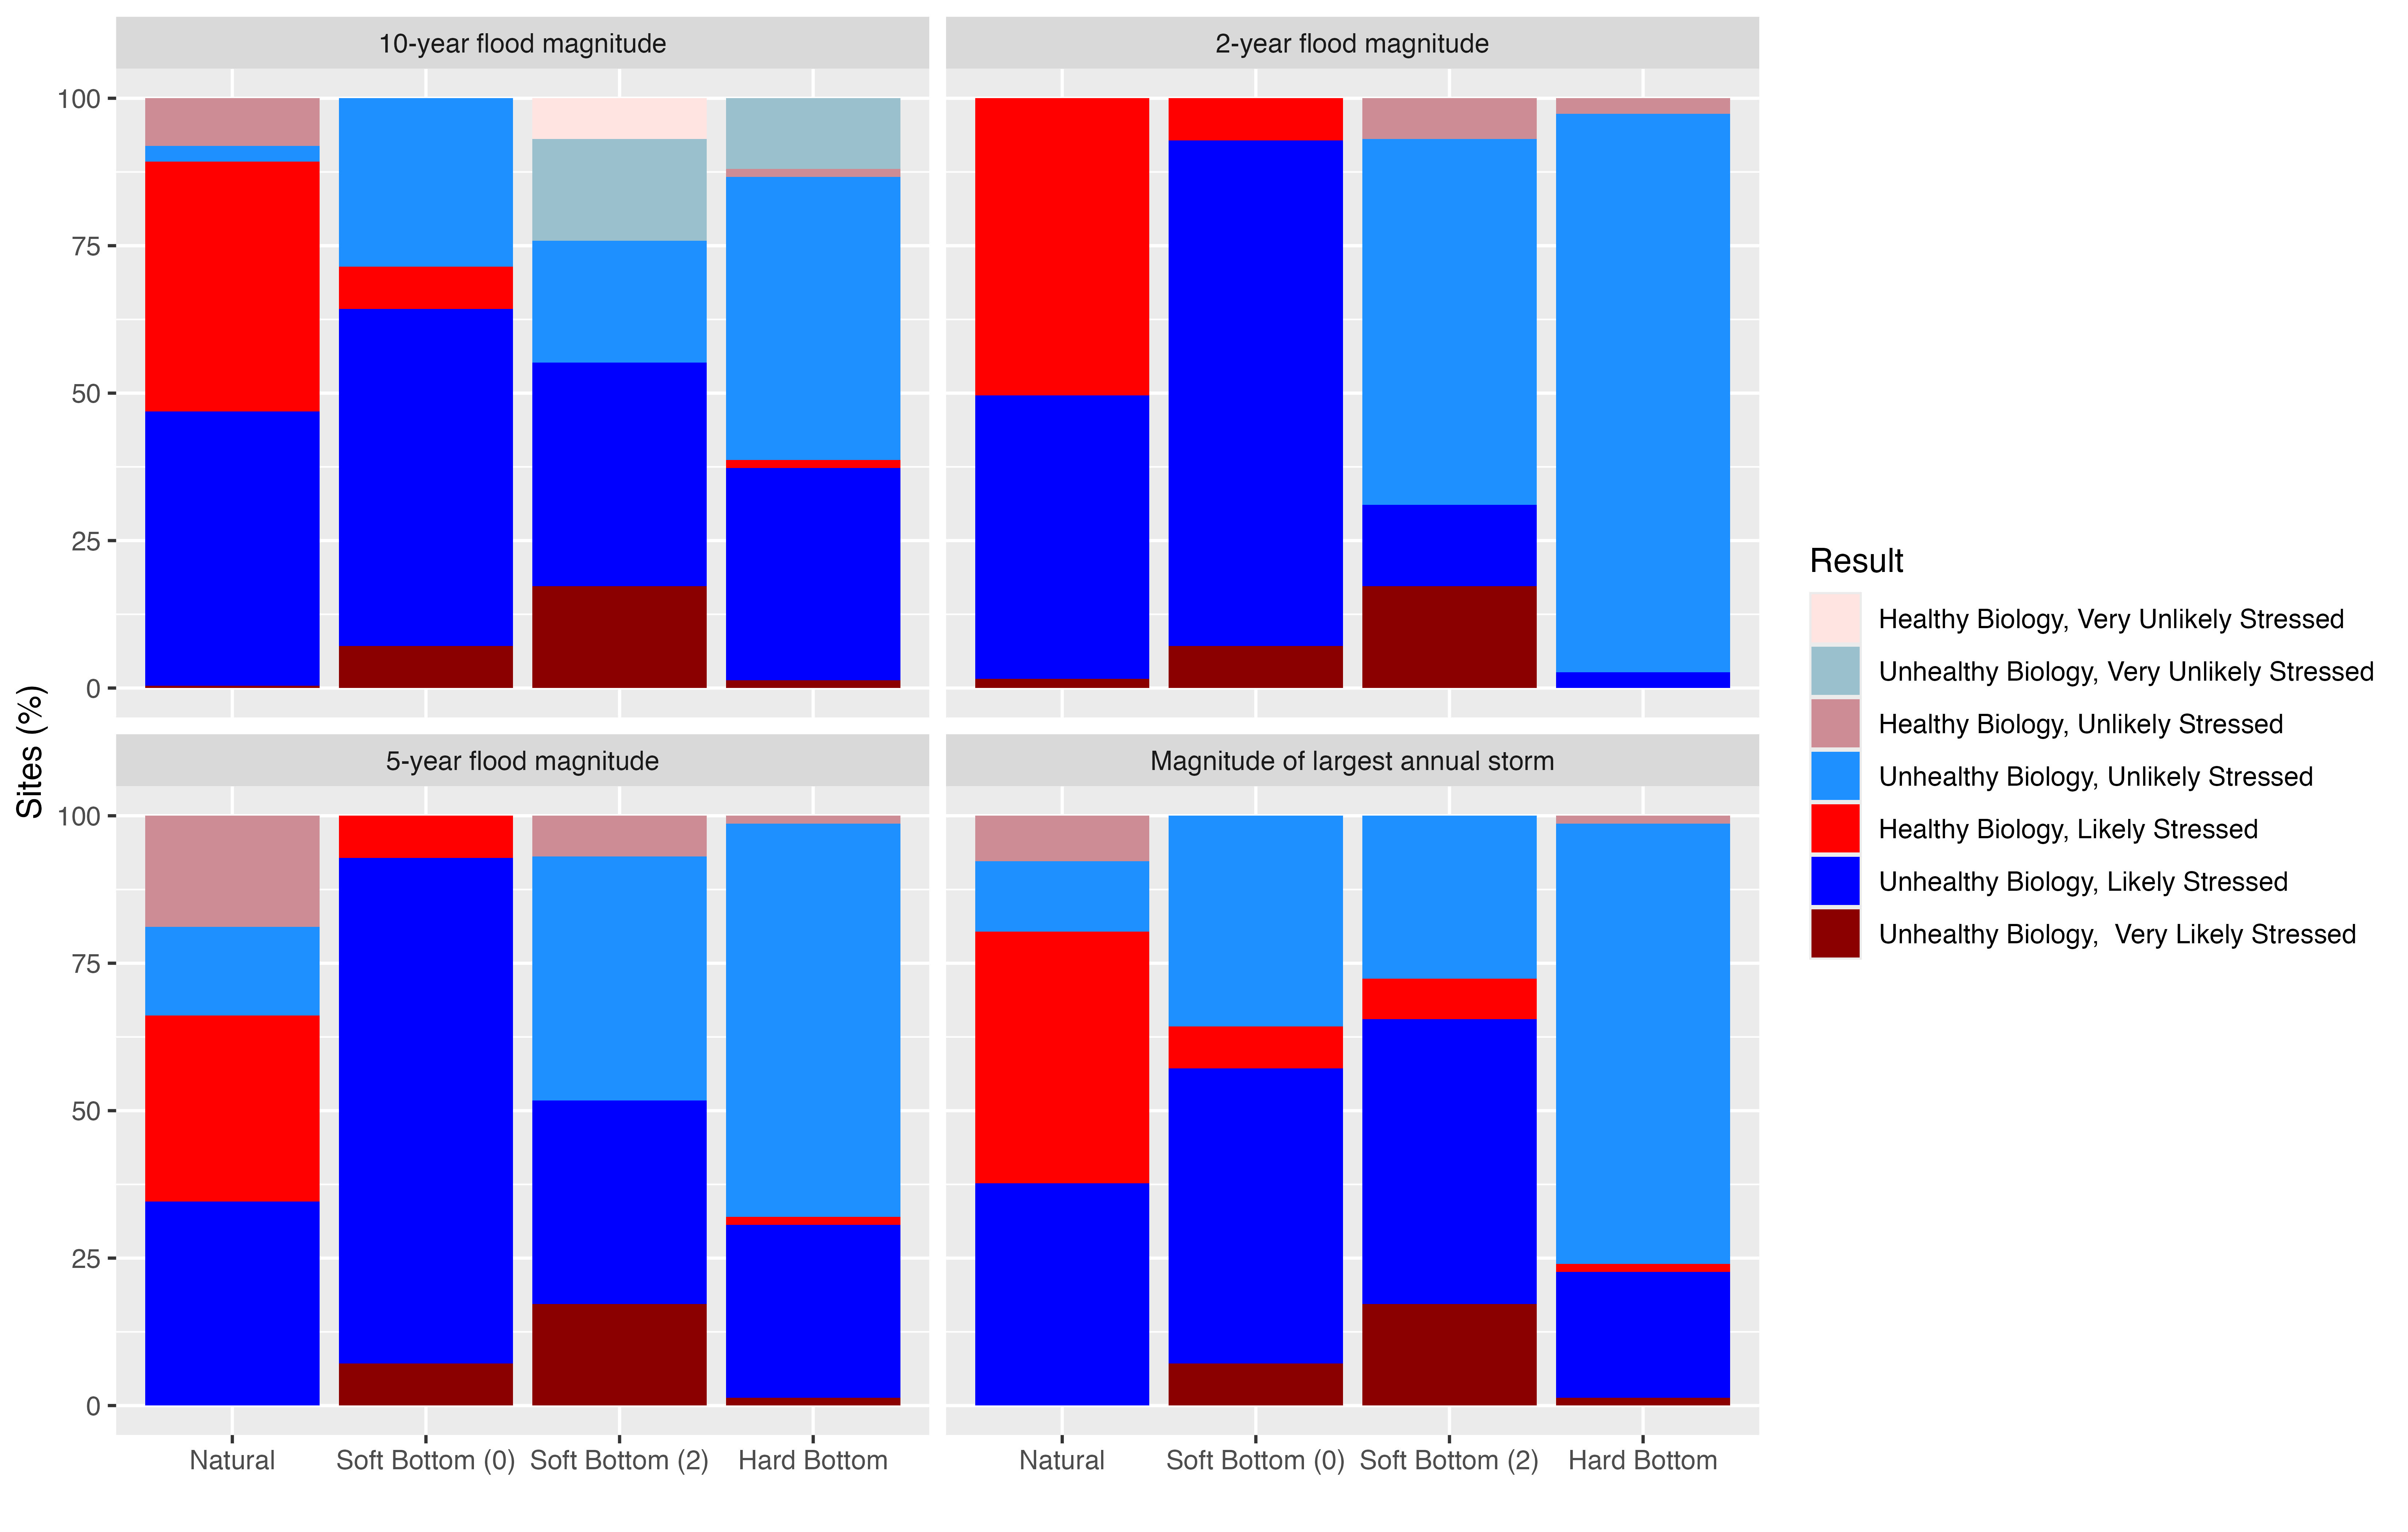 10-year flood magnitude
2-year flood magnitude
100
75
50
25
0
5-year flood magnitude
Magnitude of largest annual storm
100
75
50
25
0
Sites (%)
Natural
Soft Bottom (0)
Soft Bottom (2)
Hard Bottom
Natural
Soft Bottom (0)
Soft Bottom (2)
Hard Bottom
Result
Healthy Biology, Very Unlikely Stressed
Unhealthy Biology, Very Unlikely Stressed
Healthy Biology, Unlikely Stressed
Unhealthy Biology, Unlikely Stressed
Healthy Biology, Likely Stressed
Unhealthy Biology, Likely Stressed
Unhealthy Biology,  Very Likely Stressed